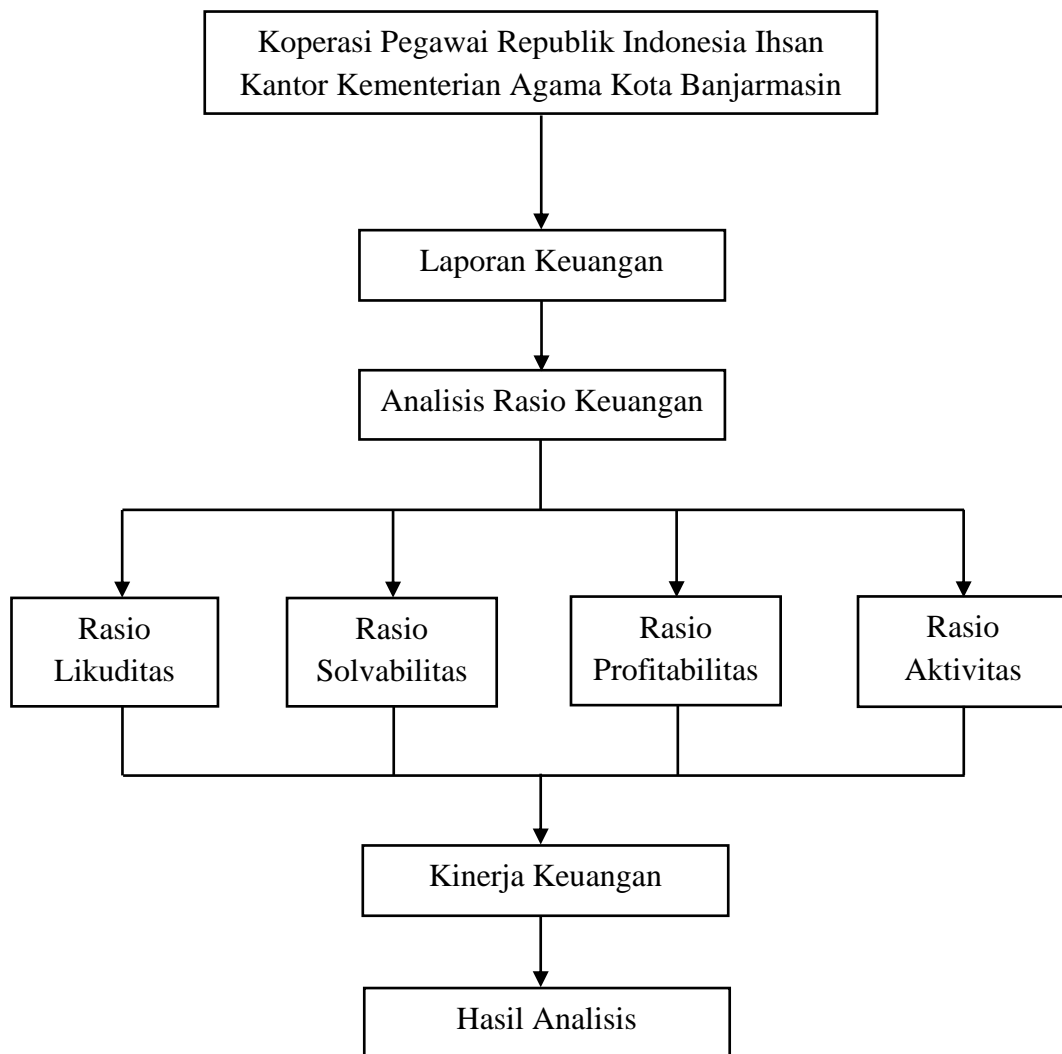 Koperasi Pegawai Republik Indonesia Ihsan
Kantor Kementerian Agama Kota Banjarmasin
Laporan Keuangan
Analisis Rasio Keuangan
Rasio
Likuditas
Rasio
Solvabilitas
Rasio
Profitabilitas
Rasio
Aktivitas
Kinerja Keuangan
Hasil Analisis